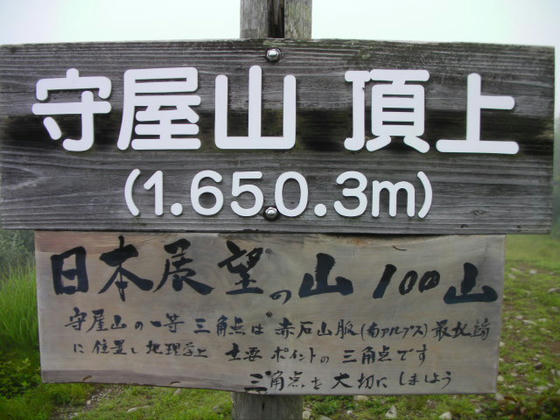 守屋山 頂上
(1.650.3m)
日本展望の山100山
守屋山の一等三角点は赤石山脈(南アルプス)最北端
に位置し地理学上 主要ポイントの三角点です
三角点を大切にしましよう